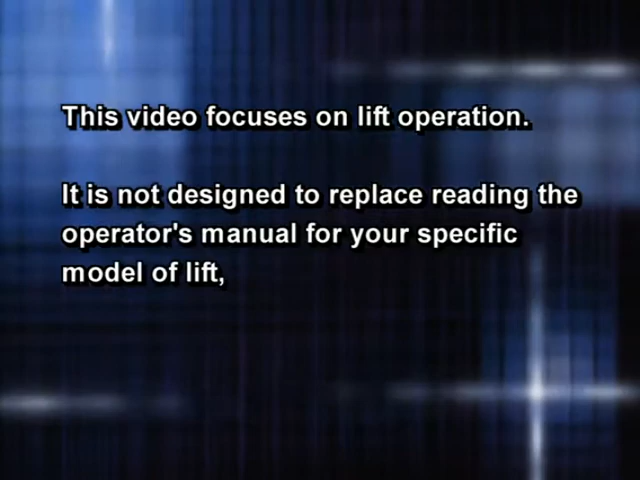 This video focuses on lift operation.
It is not designed to replace reading the
operator's manual for your specific
model of lift,